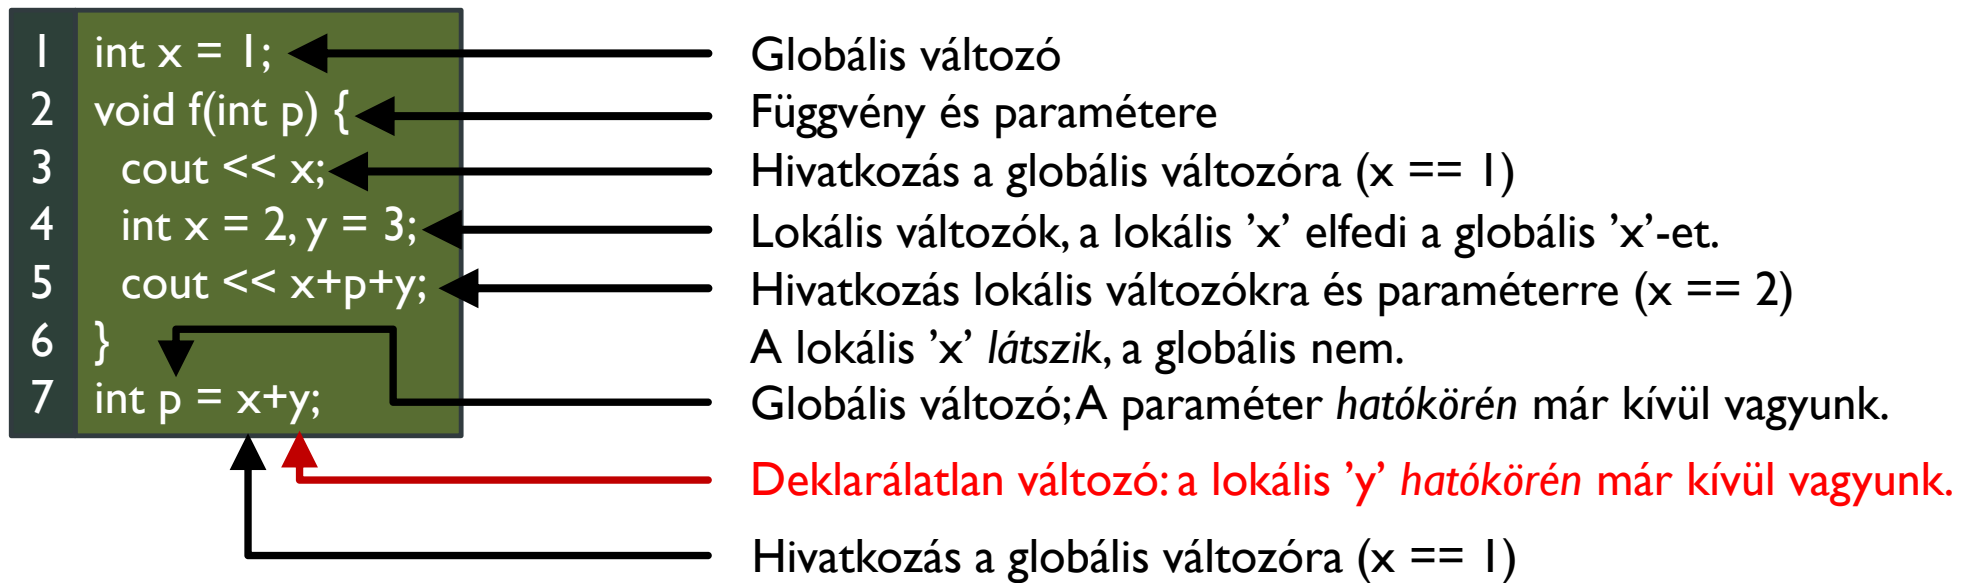 1 int x = 1; Globális változó
2 void f(int p) { Függvény és paramétere
3 cout << x; Hivatkozás a globális változóra (x == 1)
4 int x = 2, y = 3; Lokális változók, a lokális ’x’ elfedi a globális ’x’-et.
5 cout << x+p+y; Hivatkozás lokális változókra és paraméterre (x == 2)
6 } A lokális ’x’ látszik, a globális nem.
7 int p = x+y; Globális változó; A paraméter hatókörén már kívül vagyunk.
Deklarálatlan változó: a lokális ’y’ hatókörén már kívül vagyunk.
Hivatkozás a globális változóra (x == 1)